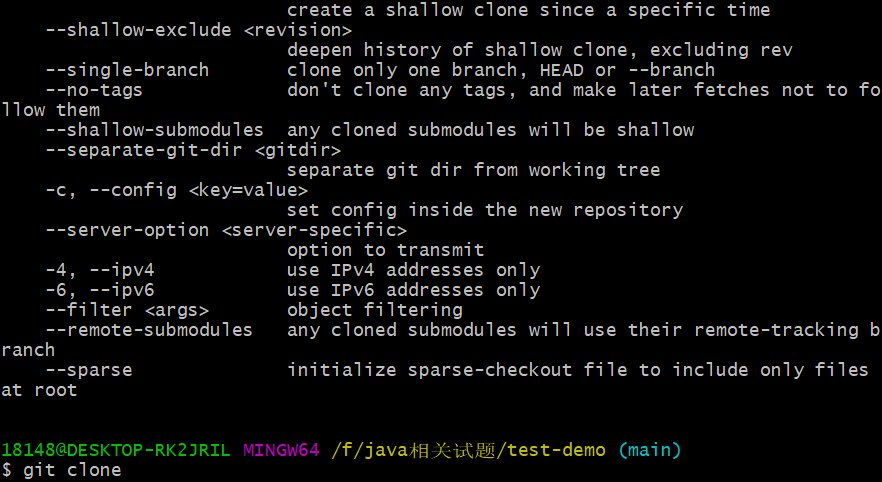 create a shallow clone since a specific time
--shallow-exclude <revision>
deepen history of shallow clone, excluding rev
--single-branch clone only one branch, HEAD or --branch
--no-tags don't clone any tags, and make later fetches not to fo
llow them
--shallow-submodules any cloned submodules will be shallow
--separate-git-dir <gitdir>
separate git dir from working tree
-c, --config <key=value>
set config inside the new repository
--server-option <server-specific>
option to transmit
-4, --ipv4 use IPv4 addresses only
-6, --ipv6 use IPv6 addresses only
--filter <args> object filtering
--remote-submodules any cloned submodules will use their remote-tracking b
ranch
--sparse initialize sparse-checkout file to include only files
at root
18148@DESKTOP-RK2JRIL MINGW64 /f/java相关试题/test-demo (main)
$ git clone